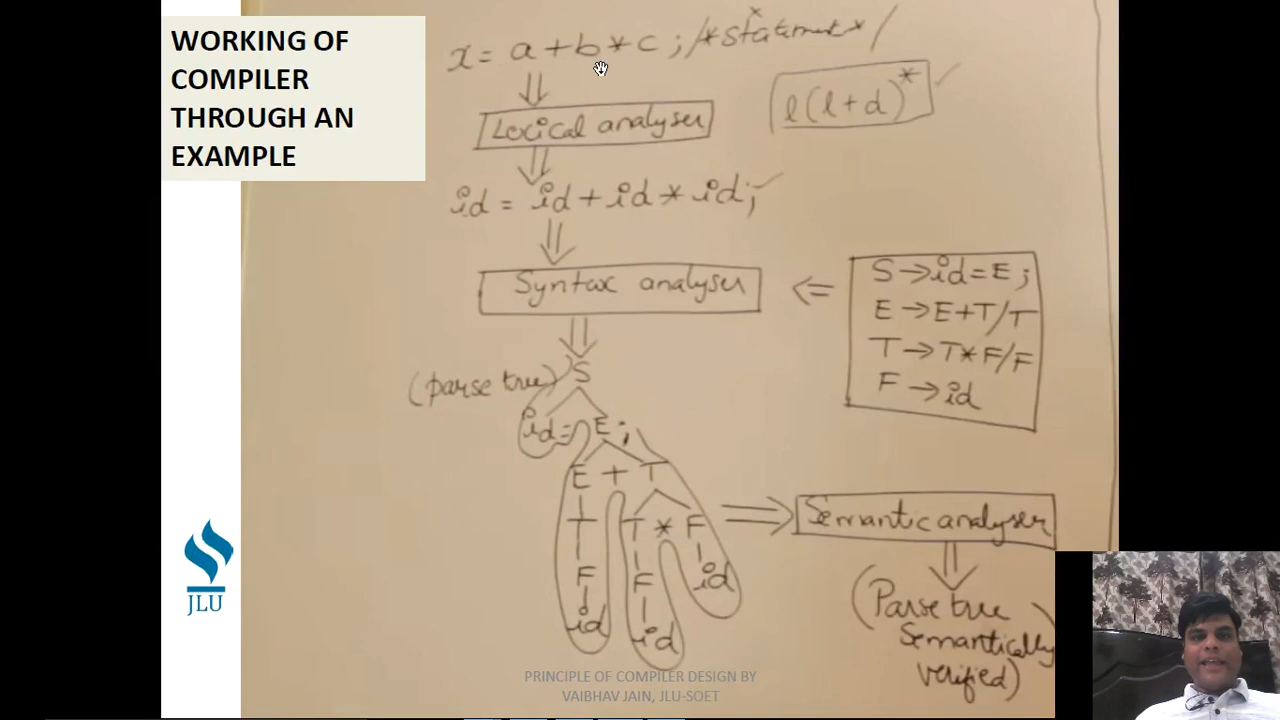 WORKING OF
COMPILER
THROUGH AN
EXAMPLE
x = a + b * c ; /*statement*/
l(l+d)*
Lexical analyser
id = id + id * id;
Syntax analyser
S → id = E ;
E → E + T / T
T → T * F / F
F → id
(parse tree) S
id = E ;
E + T
T T * F
F F id
id id
Semantic analyser
(Parse tree
Semantically
verified)
JLU
PRINCIPLE OF COMPILER DESIGN BY
VAIBHAV JAIN, JLU-SOET